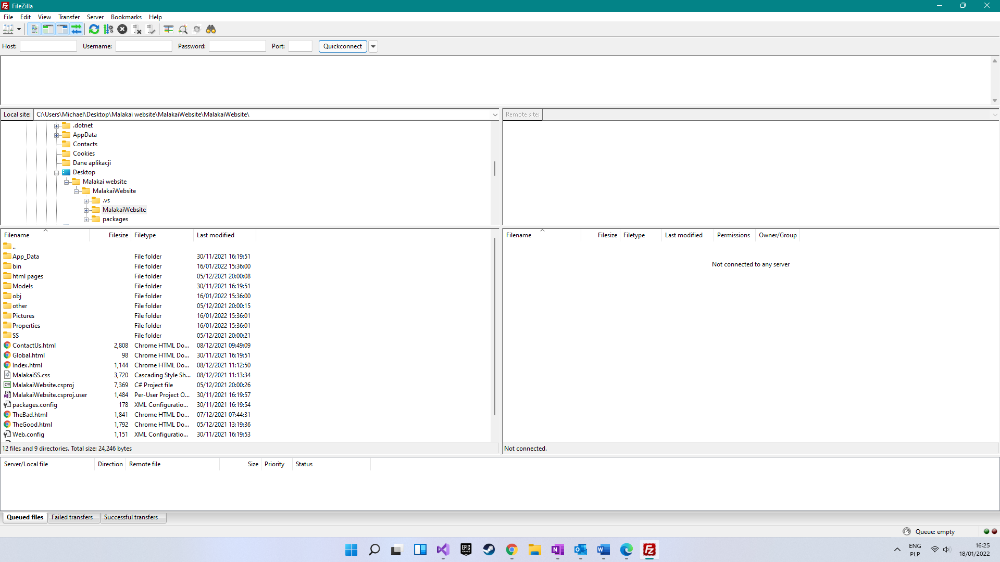 FileZilla
File Edit View Transfer Server Bookmarks Help
Host: Username: Password: Port: Quickconnect
Local site: C:\Users\Michael\Desktop\Malakai website\MalakaiWebsite\MalakaiWebsite\
Remote site:
.dotnet
AppData
Contacts
Cookies
Dane aplikacji
Desktop
Malakai website
MalakaiWebsite
.vs
MalakaiWebsite
packages
Filename Filesize Filetype Last modified
..
App_Data File folder 30/11/2021 16:19:51
bin File folder 16/01/2022 15:36:00
html pages File folder 05/12/2021 20:00:08
Models File folder 30/11/2021 16:19:51
obj File folder 16/01/2022 15:36:00
other File folder 05/12/2021 20:00:15
Pictures File folder 16/01/2022 15:36:01
Properties File folder 16/01/2022 15:36:01
SS File folder 05/12/2021 20:00:21
ContactUs.html 2,808 Chrome HTML Do... 08/12/2021 09:49:09
Global.html 98 Chrome HTML Do... 30/11/2021 16:19:51
Index.html 1,144 Chrome HTML Do... 08/12/2021 11:12:50
MalakaiSS.css 3,720 Cascading Style Sh... 08/12/2021 11:13:34
MalakaiWebsite.csproj 7,369 C# Project file 05/12/2021 20:00:26
MalakaiWebsite.csproj.user 1,484 Per-User Project O... 30/11/2021 16:19:57
packages.config 178 XML Configuratio... 30/11/2021 16:19:54
TheBad.html 1,841 Chrome HTML Do... 07/12/2021 07:44:31
TheGood.html 1,792 Chrome HTML Do... 05/12/2021 13:19:36
Web.config 1,151 XML Configuratio... 30/11/2021 16:19:53
12 files and 9 directories. Total size: 24,246 bytes
Filename Filesize Filetype Last modified Permissions Owner/Group
Not connected to any server
Not connected.
Server/Local file Direction Remote file Size Priority Status
Queued files Failed transfers Successful transfers
Queue: empty
EPIC
GAMES
ENG
PLP
16:25
18/01/2022